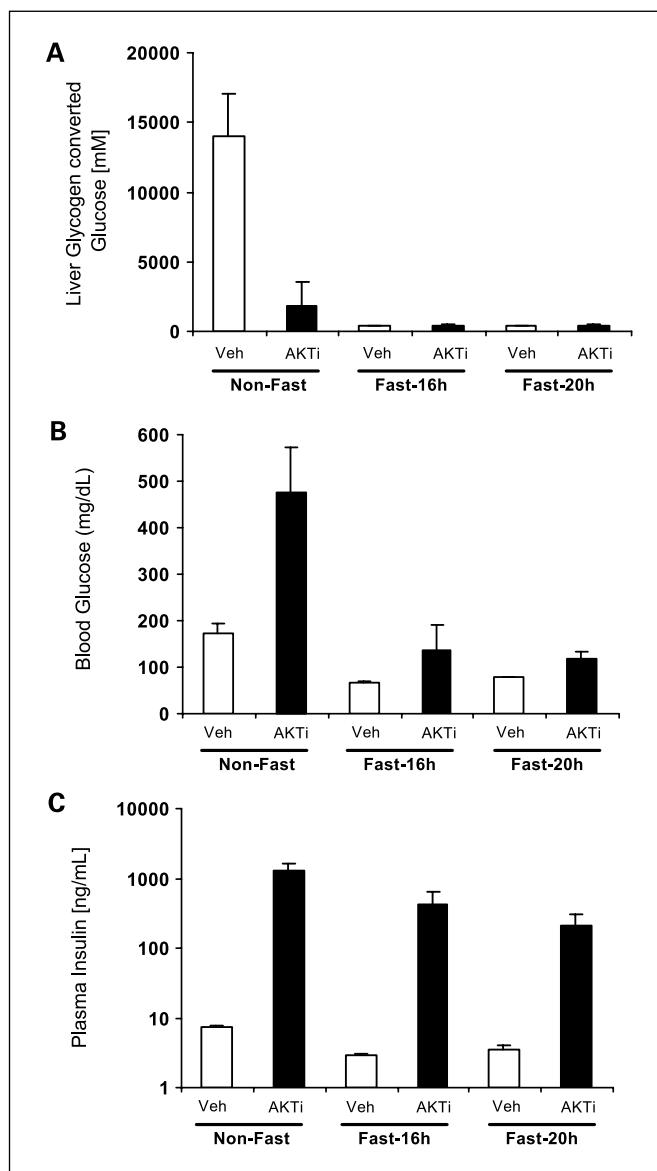 A
Liver Glycogen converted
Glucose [mM]
20000
15000
10000
5000
0
Veh AKTi Veh AKTi Veh AKTi
Non-Fast Fast-16h Fast-20h
B
Blood Glucose (mg/dL)
600
500
400
300
200
100
0
Veh AKTi Veh AKTi Veh AKTi
Non-Fast Fast-16h Fast-20h
C
Plasma Insulin [ng/mL]
10000
1000
100
10
1
Veh AKTi Veh AKTi Veh AKTi
Non-Fast Fast-16h Fast-20h